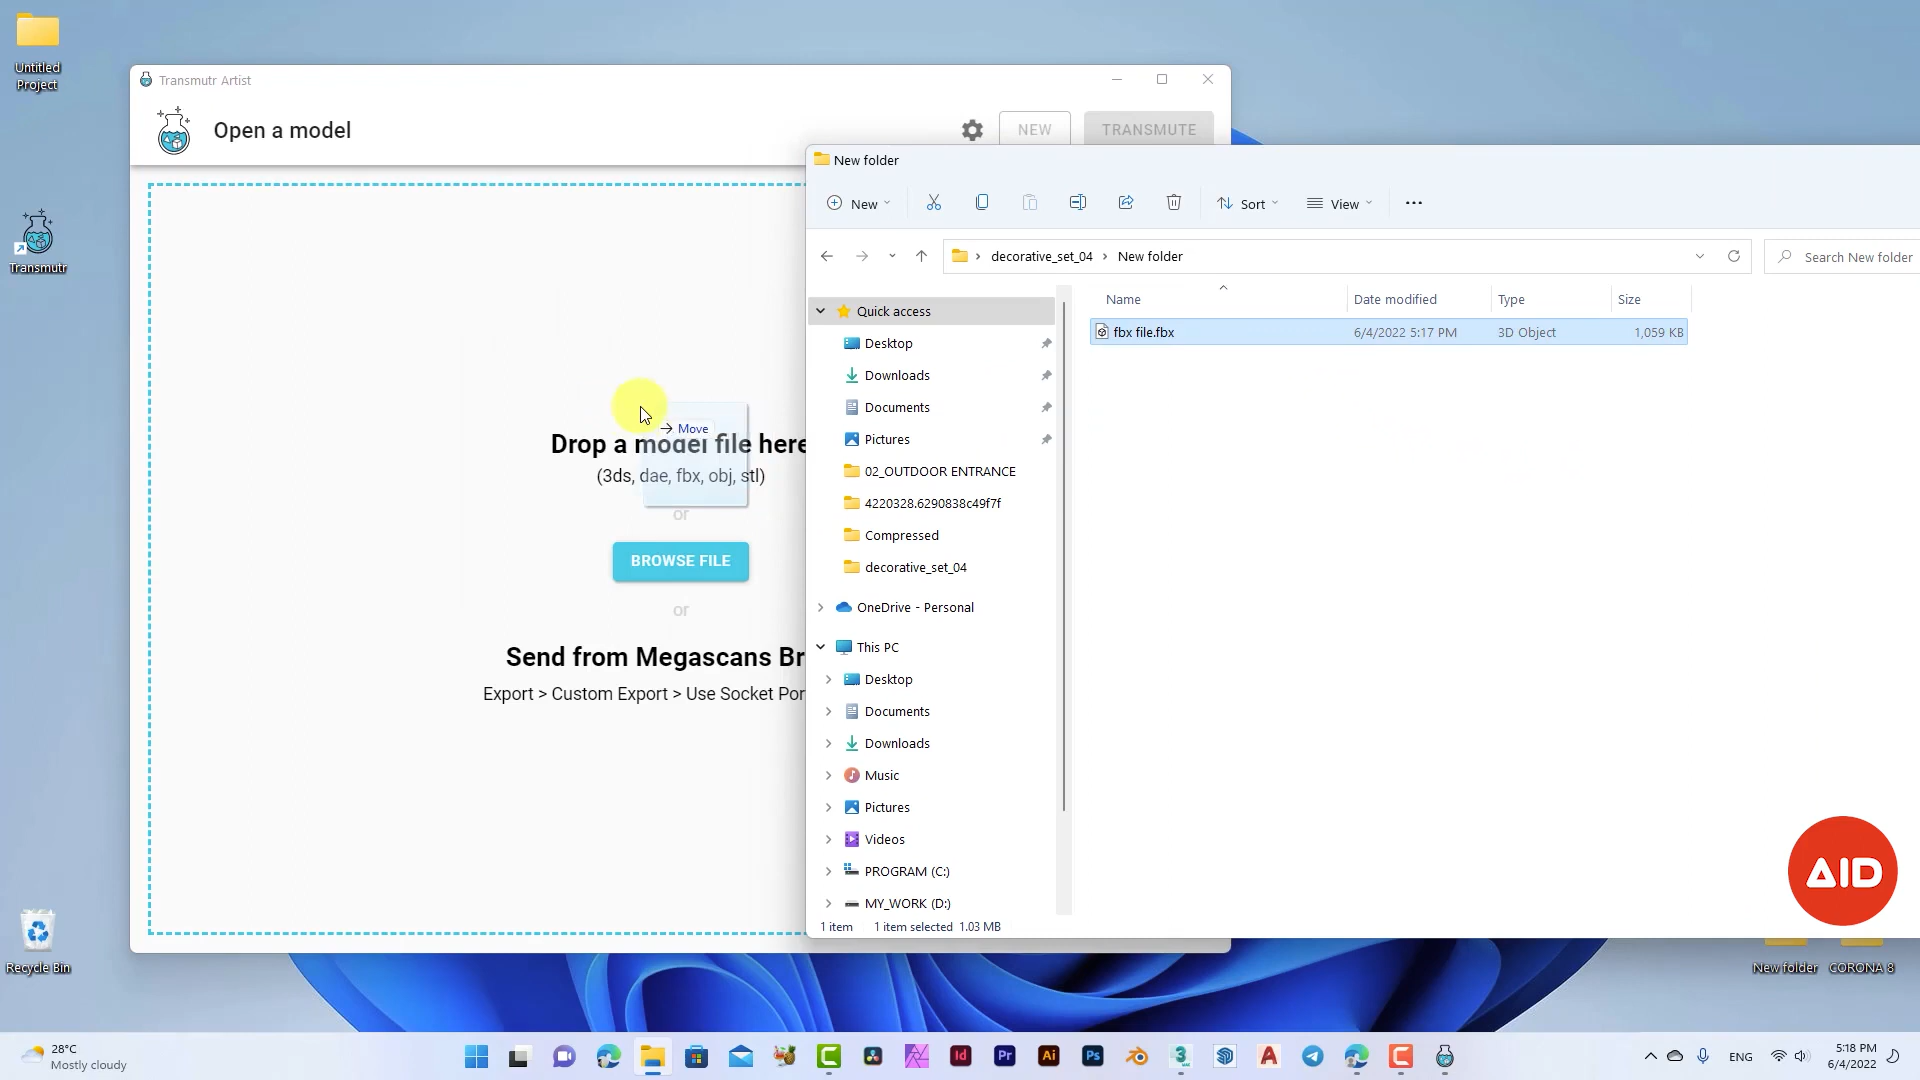 Untitled
Project
Transmutr
Recycle Bin
Transmutr Artist
Open a model
NEW
TRANSMUTE
Move
Drop a model file here
(3ds, dae, fbx, obj, stl)
or
BROWSE FILE
or
Send from Megascans Br
Export > Custom Export > Use Socket Por
New folder
New
Sort
View
decorative_set_04 > New folder
Search New folder
Name Date modified Type Size
fbx file.fbx 6/4/2022 5:17 PM 3D Object 1,059 KB
Quick access
Desktop
Downloads
Documents
Pictures
02_OUTDOOR ENTRANCE
4220328.6290838c49f7f
Compressed
decorative_set_04
OneDrive - Personal
This PC
Desktop
Documents
Downloads
Music
Pictures
Videos
PROGRAM (C:)
MY_WORK (D:)
1 item 1 item selected 1.03 MB
AID
New folder
CORONA 8
28°C
Mostly cloudy
Id
Pr
Ai
Ps
3
A
C
ENG
5:18 PM
6/4/2022